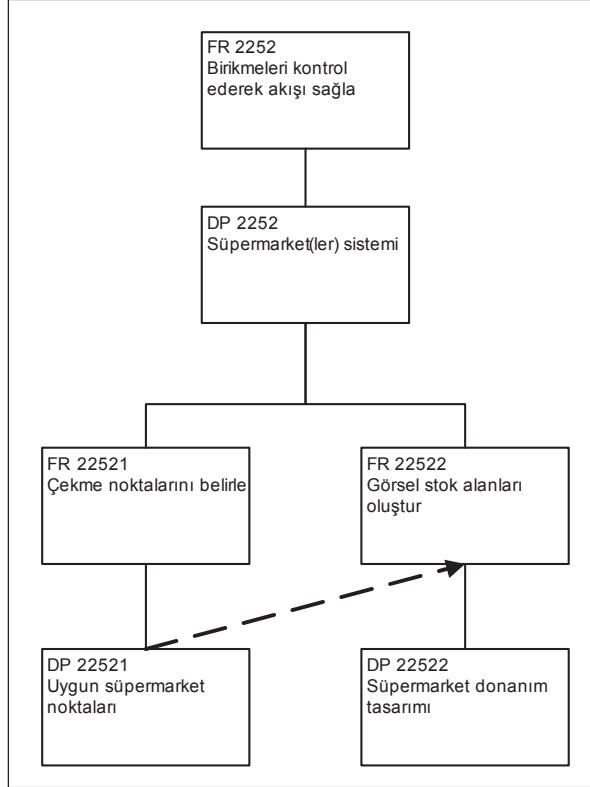 FR 2252
Birikmeleri kontrol
ederek akışı sağla
DP 2252
Süpermarket(ler) sistemi
FR 22521
Çekme noktalarını belirle
FR 22522
Görsel stok alanları
oluştur
DP 22521
Uygun süpermarket
noktaları
DP 22522
Süpermarket donanım
tasarımı